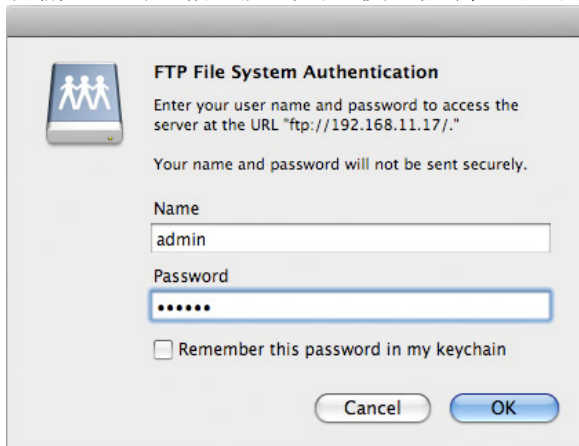 FTP File System Authentication
Enter your user name and password to access the
server at the URL "ftp://192.168.11.17/."
Your name and password will not be sent securely.
Name
admin
Password
••••••
Remember this password in my keychain
Cancel
OK